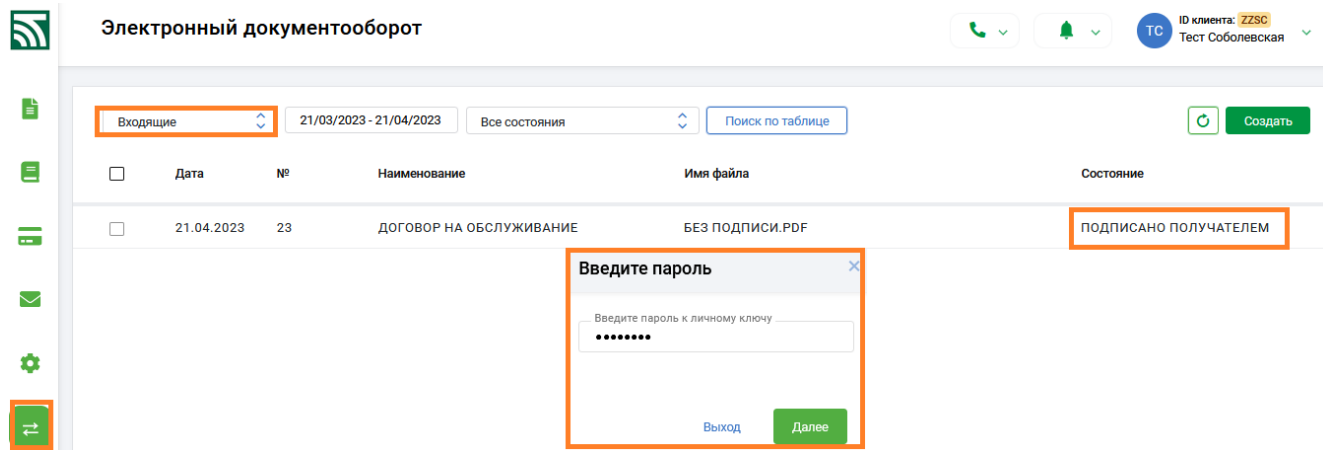 Электронный документооборот
ТС
ID клиента: ZZSC
Тест Соболевская
Входящие
21/03/2023 - 21/04/2023
Все состояния
Поиск по таблице
Создать
Дата № Наименование Имя файла Состояние
21.04.2023 23 ДОГОВОР НА ОБСЛУЖИВАНИЕ БЕЗ ПОДПИСИ.PDF ПОДПИСАНО ПОЛУЧАТЕЛЕМ
Введите пароль
Введите пароль к личному ключу
••••••••
Выход Далее